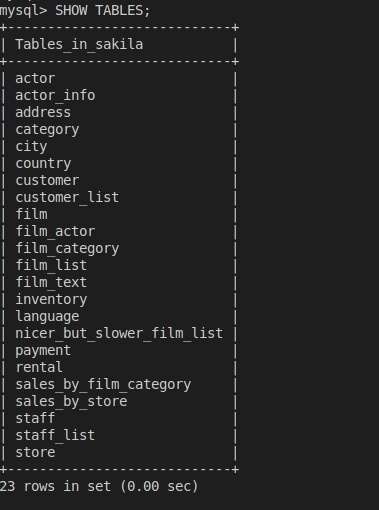 mysql> SHOW TABLES;
+----------------------------+
| Tables_in_sakila           |
+----------------------------+
| actor                      |
| actor_info                 |
| address                    |
| category                   |
| city                       |
| country                    |
| customer                   |
| customer_list              |
| film                       |
| film_actor                 |
| film_category              |
| film_list                  |
| film_text                  |
| inventory                  |
| language                   |
| nicer_but_slower_film_list |
| payment                    |
| rental                     |
| sales_by_film_category     |
| sales_by_store             |
| staff                      |
| staff_list                 |
| store                      |
+----------------------------+
23 rows in set (0.00 sec)